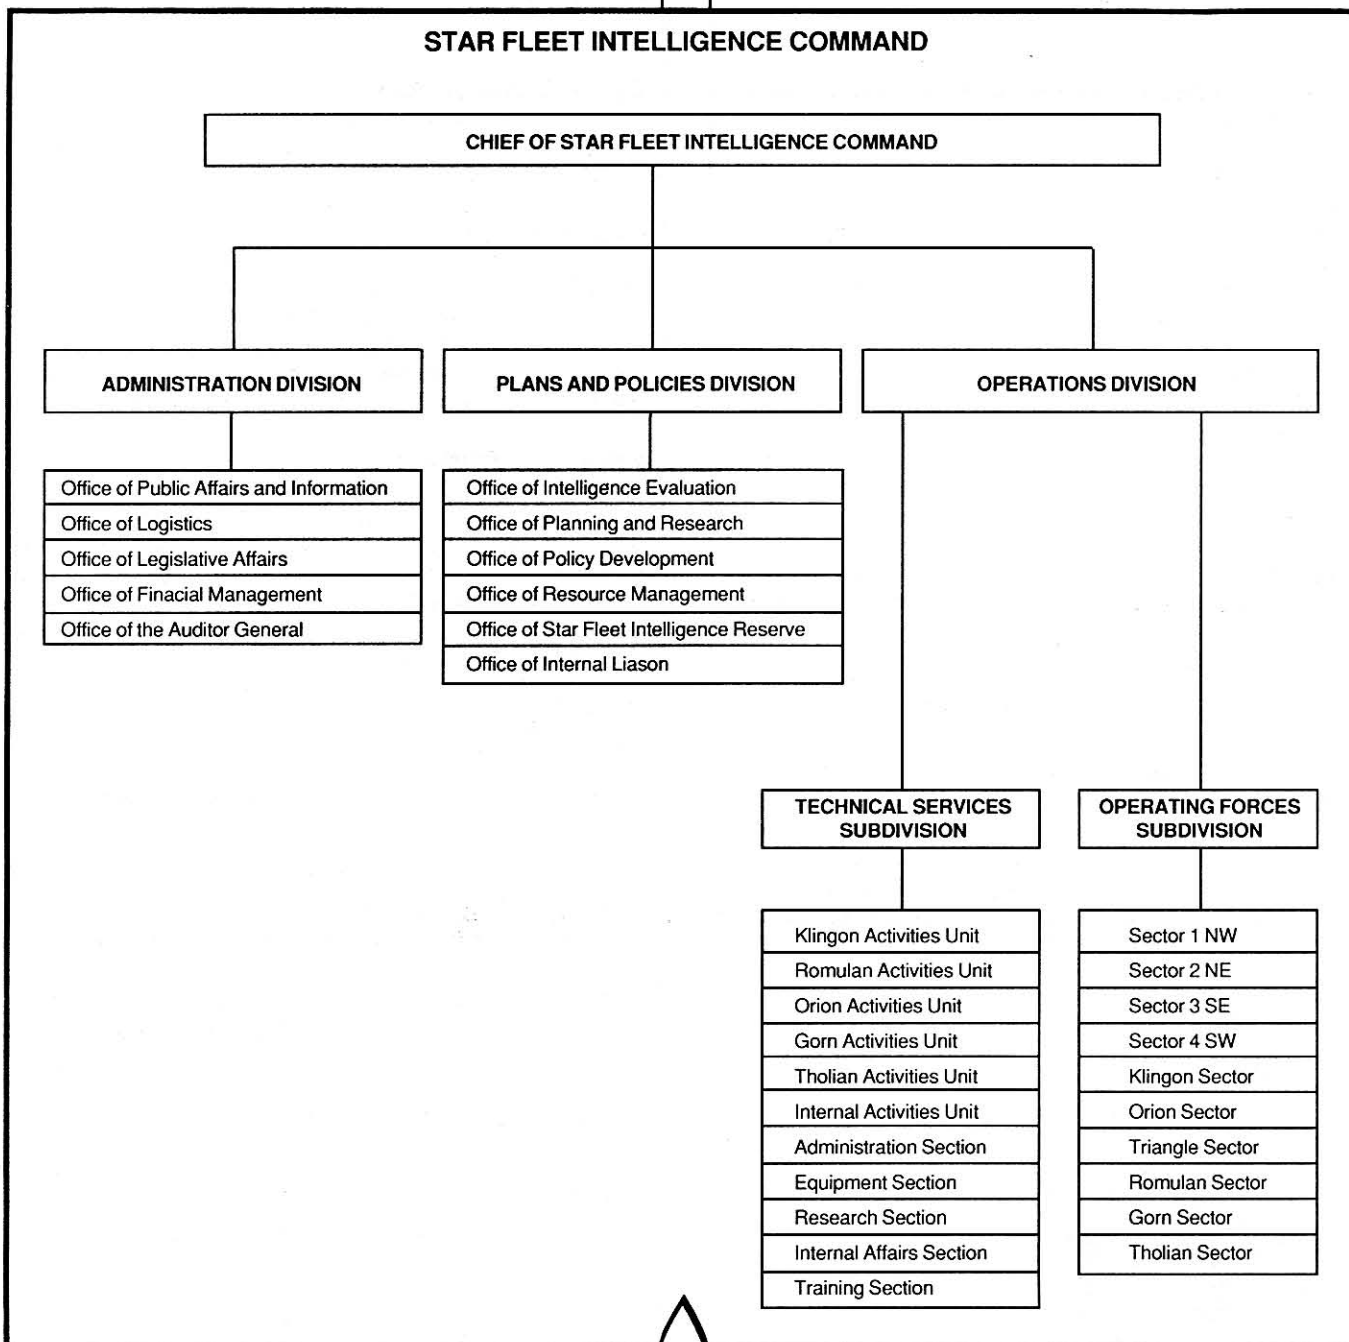 STAR FLEET INTELLIGENCE COMMAND
CHIEF OF STAR FLEET INTELLIGENCE COMMAND
ADMINISTRATION DIVISION
Office of Public Affairs and Information
Office of Logistics
Office of Legislative Affairs
Office of Finacial Management
Office of the Auditor General
PLANS AND POLICIES DIVISION
Office of Intelligence Evaluation
Office of Planning and Research
Office of Policy Development
Office of Resource Management
Office of Star Fleet Intelligence Reserve
Office of Internal Liason
OPERATIONS DIVISION
TECHNICAL SERVICES
SUBDIVISION
Klingon Activities Unit
Romulan Activities Unit
Orion Activities Unit
Gorn Activities Unit
Tholian Activities Unit
Internal Activities Unit
Administration Section
Equipment Section
Research Section
Internal Affairs Section
Training Section
OPERATING FORCES
SUBDIVISION
Sector 1 NW
Sector 2 NE
Sector 3 SE
Sector 4 SW
Klingon Sector
Orion Sector
Triangle Sector
Romulan Sector
Gorn Sector
Tholian Sector